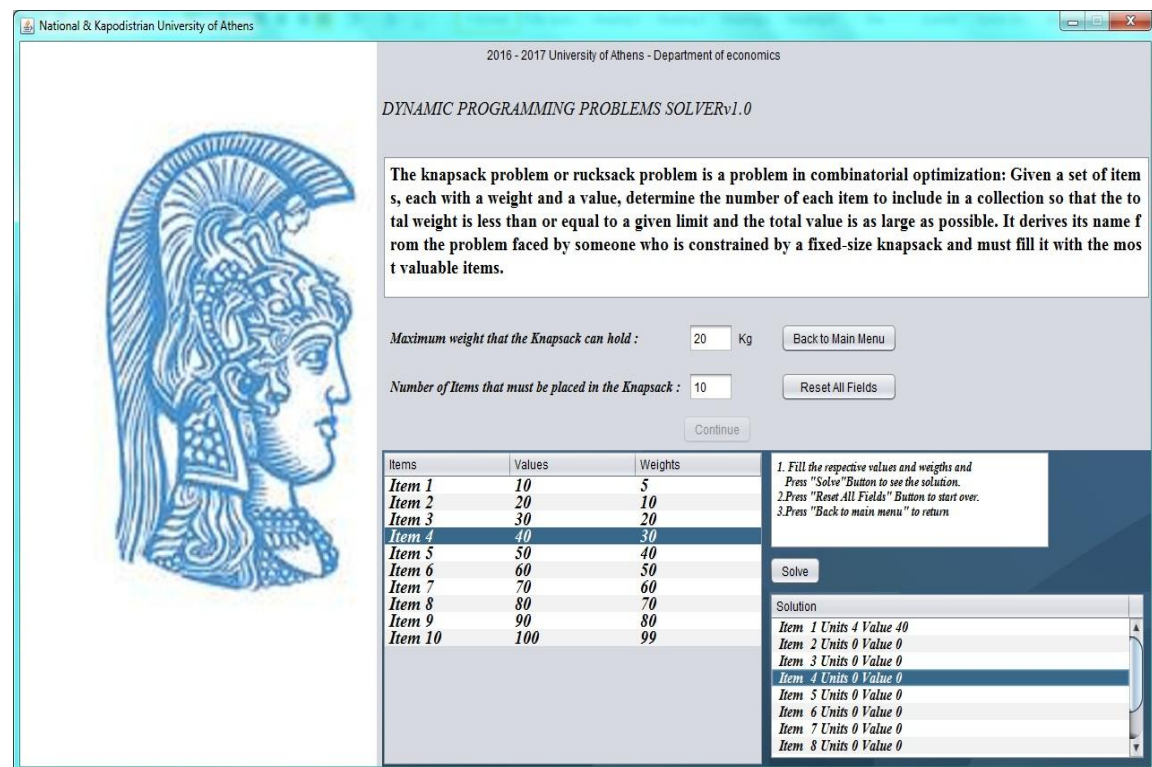 National & Kapodistrian University of Athens
2016 - 2017 University of Athens - Department of economics
DYNAMIC PROGRAMMING PROBLEMS SOLVERv1.0
The knapsack problem or rucksack problem is a problem in combinatorial optimization: Given a set of item
s, each with a weight and a value, determine the number of each item to include in a collection so that the to
tal weight is less than or equal to a given limit and the total value is as large as possible. It derives its name f
rom the problem faced by someone who is constrained by a fixed-size knapsack and must fill it with the mos
t valuable items.
Maximum weight that the Knapsack can hold : 20 Kg Back to Main Menu
Number of Items that must be placed in the Knapsack : 10 Reset All Fields
Continue
Items Values Weights
Item 1 10 5
Item 2 20 10
Item 3 30 20
Item 4 40 30
Item 5 50 40
Item 6 60 50
Item 7 70 60
Item 8 80 70
Item 9 90 80
Item 10 100 99
1. Fill the respective values and weigths and
Press "Solve"Button to see the solution.
2.Press "Reset All Fields" Button to start over.
3.Press "Back to main menu" to return
Solve
Solution
Item 1 Units 4 Value 40
Item 2 Units 0 Value 0
Item 3 Units 0 Value 0
Item 4 Units 0 Value 0
Item 5 Units 0 Value 0
Item 6 Units 0 Value 0
Item 7 Units 0 Value 0
Item 8 Units 0 Value 0